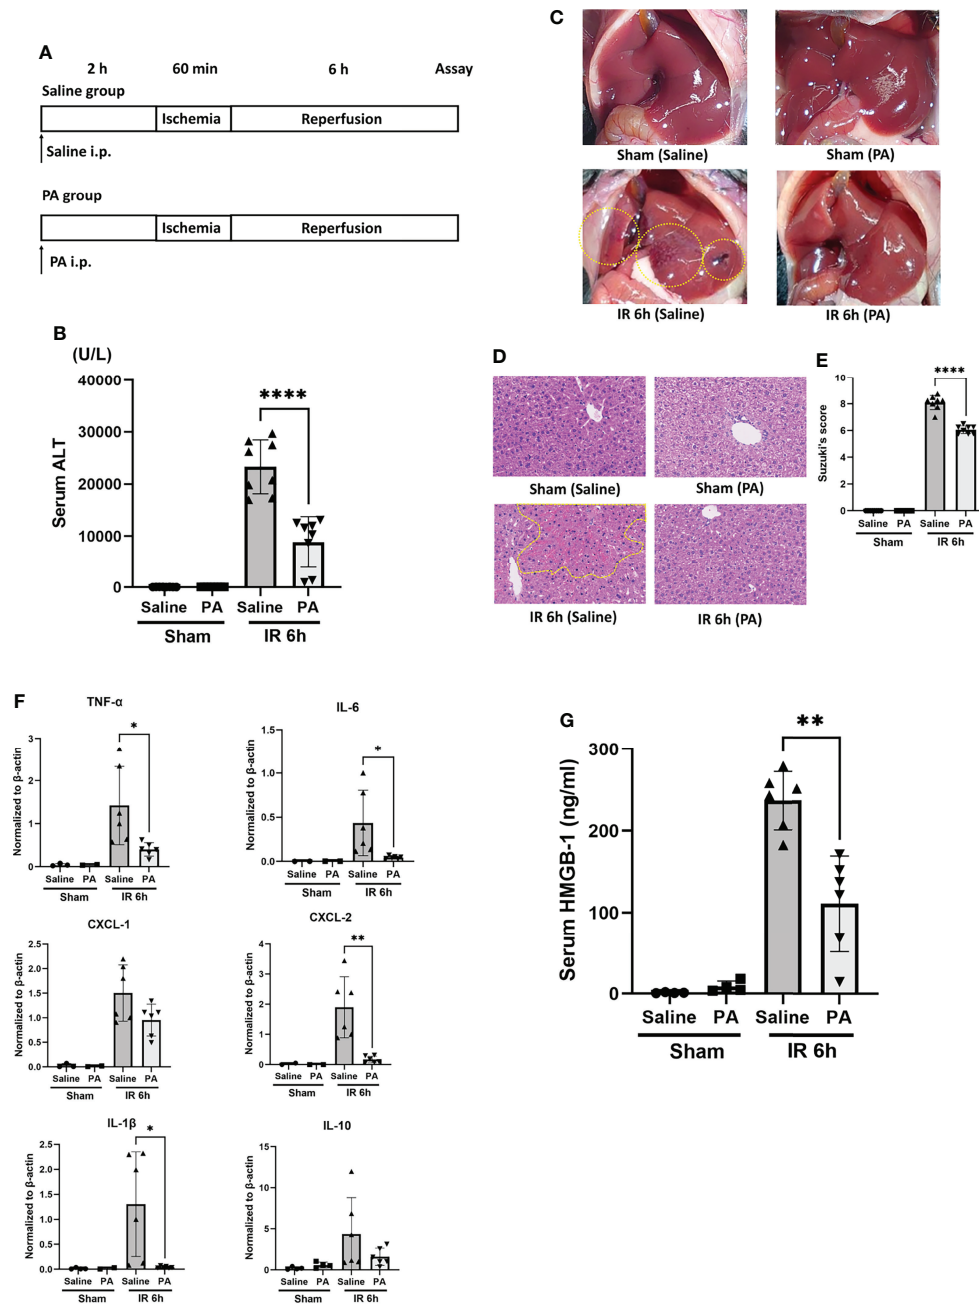 A
2 h 60 min 6 h Assay
Saline group
Ischemia Reperfusion
Saline i.p.
PA group
Ischemia Reperfusion
PA i.p.
B
(U/L)
Serum ALT
40000
30000
20000
10000
0
Saline PA Saline PA
Sham IR 6h
****
C
Sham (Saline) Sham (PA)
IR 6h (Saline) IR 6h (PA)
D
Sham (Saline) Sham (PA)
IR 6h (Saline) IR 6h (PA)
E
Suzuki's score
10
8
6
4
2
0
Saline PA Saline PA
Sham IR 6h
****
F
TNF-α
Normalized to β-actin
3
2
1
0
Saline PA Saline PA
Sham IR 6h
*
IL-6
Normalized to β-actin
1.5
1.0
0.5
0.0
Saline PA Saline PA
Sham IR 6h
*
CXCL-1
Normalized to β-actin
2.5
2.0
1.5
1.0
0.5
0.0
Saline PA Saline PA
Sham IR 6h
CXCL-2
Normalized to β-actin
4
3
2
1
0
Saline PA Saline PA
Sham IR 6h
**
IL-1β
Normalized to β-actin
2.5
2.0
1.5
1.0
0.5
0.0
Saline PA Saline PA
Sham IR 6h
*
IL-10
Normalized to β-actin
15
10
5
0
Saline PA Saline PA
Sham IR 6h
G
Serum HMGB-1 (ng/ml)
300
200
100
0
Saline PA Saline PA
Sham IR 6h
**